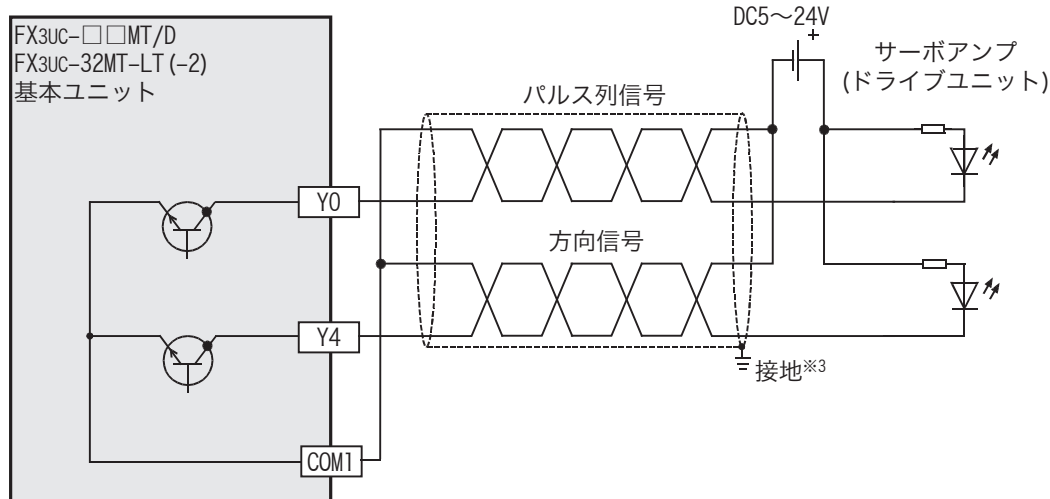 FX3UC-□□MT/D
FX3UC-32MT-LT(-2)
基本ユニット
DC5～24V
+
サーボアンプ
(ドライブユニット)
パルス列信号
Y0
方向信号
Y4
接地※3
COM1